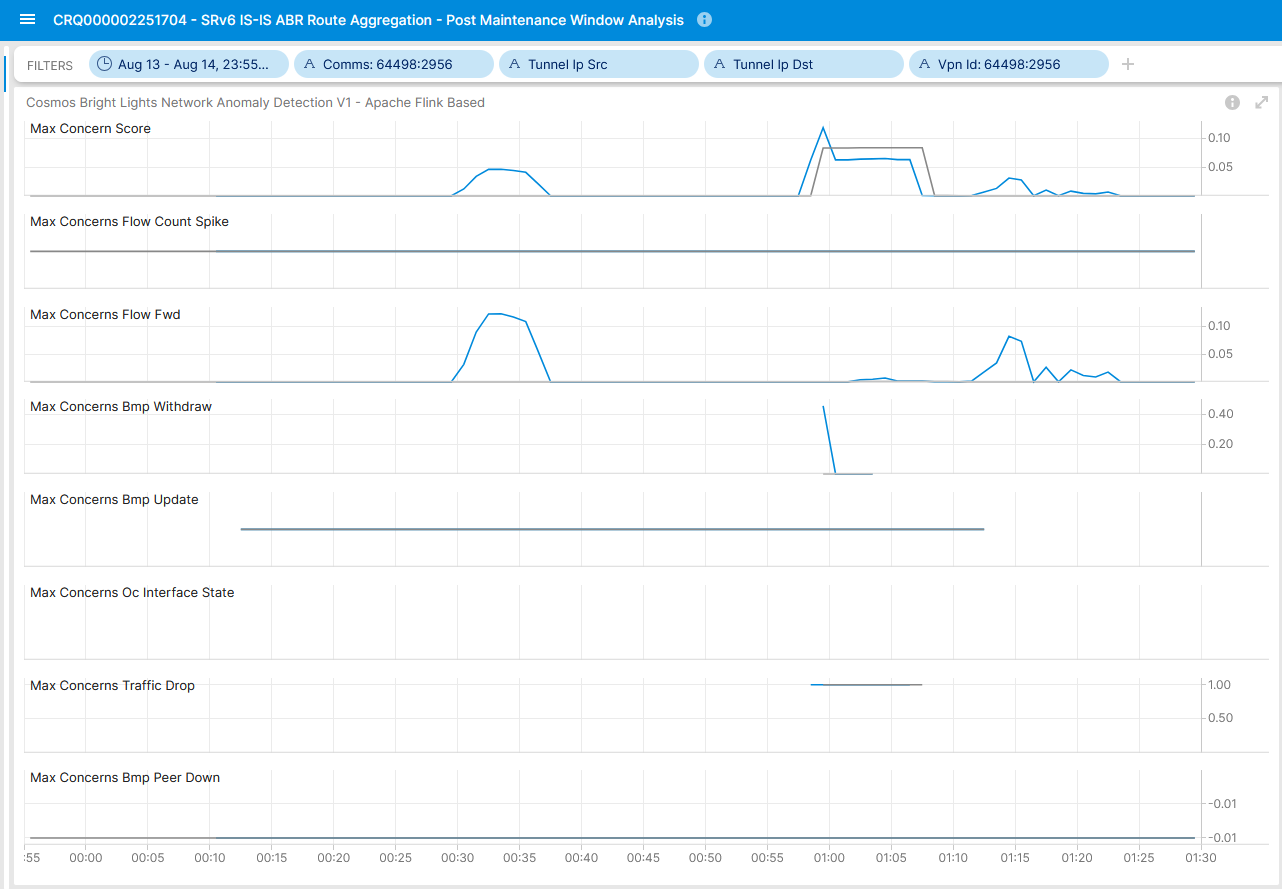 CRQ000002251704 - SRv6 IS-IS ABR Route Aggregation - Post Maintenance Window Analysis
FILTERS
Aug 13 - Aug 14, 23:55...
Comms: 64498:2956
Tunnel Ip Src
Tunnel Ip Dst
Vpn Id: 64498:2956
Cosmos Bright Lights Network Anomaly Detection V1 - Apache Flink Based
Max Concern Score
0.10
0.05
Max Concerns Flow Count Spike
Max Concerns Flow Fwd
0.10
0.05
Max Concerns Bmp Withdraw
0.40
0.20
Max Concerns Bmp Update
Max Concerns Oc Interface State
Max Concerns Traffic Drop
1.00
0.50
Max Concerns Bmp Peer Down
-0.01
-0.01
:55 00:00 00:05 00:10 00:15 00:20 00:25 00:30 00:35 00:40 00:45 00:50 00:55 01:00 01:05 01:10 01:15 01:20 01:25 01:30